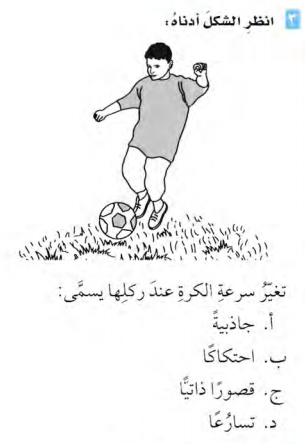 ٣ انظرِ الشكلَ أدناهُ:
تغيُّرُ سرعةِ الكرةِ عندَ ركلِها يسمَّى:
أ. جاذبيةً
ب. احتكاكًا
ج. قصورًا ذاتيًّا
د. تسارُعًا